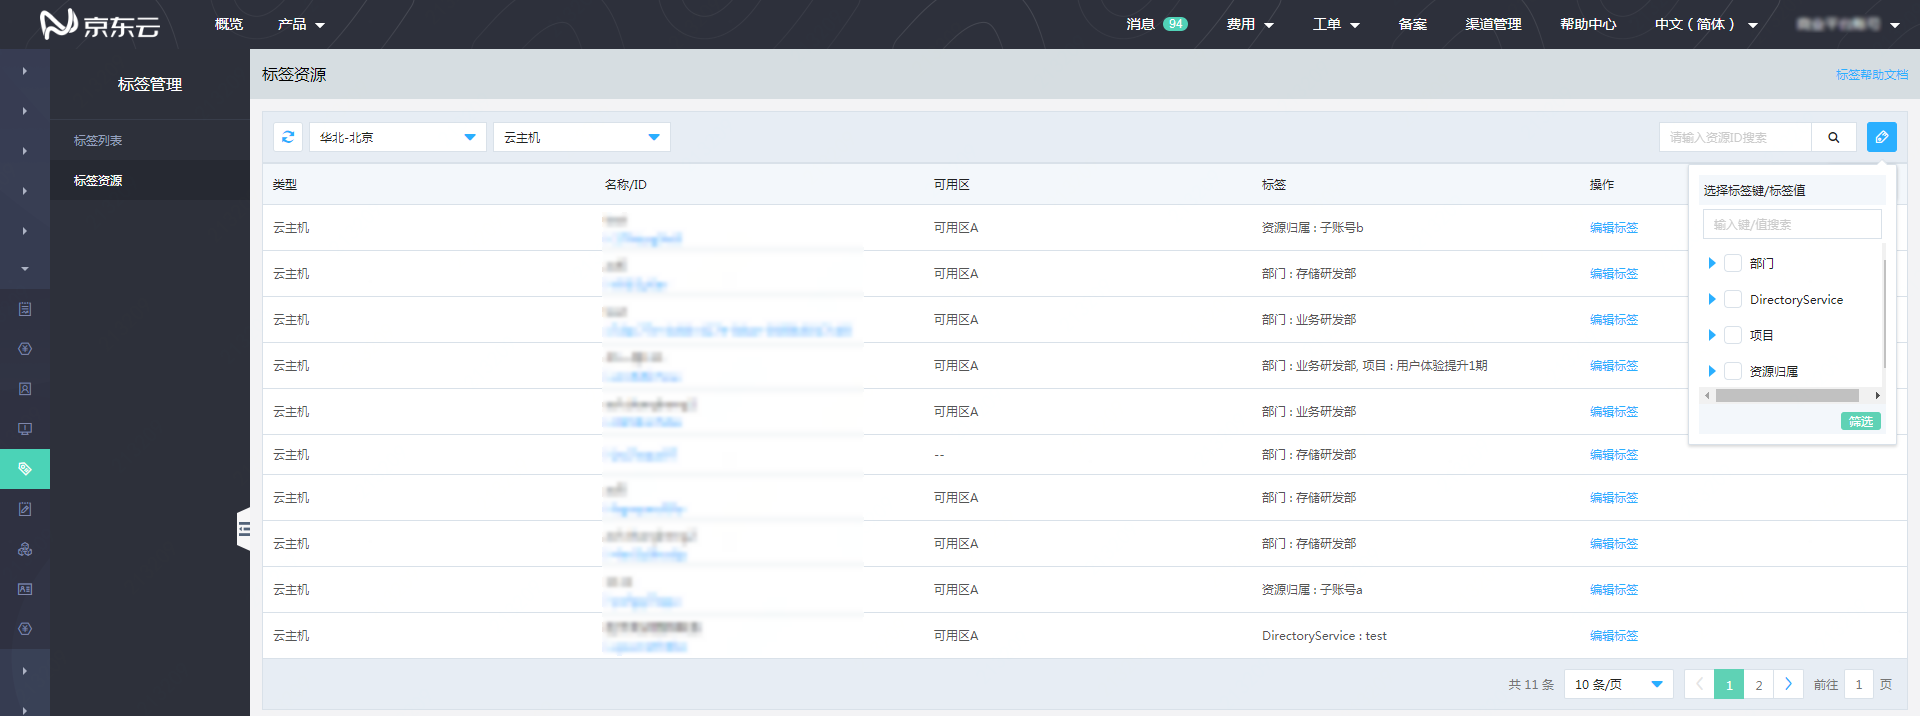 京东云 概览 产品 消息 94 费用 工单 备案 渠道管理 帮助中心 中文（简体）
标签管理
标签列表
标签资源
标签资源 标签帮助文档
华北-北京 云主机 请输入资源ID搜索
类型 名称/ID 可用区 标签 操作
云主机 可用区A 资源归属 : 子账号b 编辑标签
云主机 可用区A 部门 : 存储研发部 编辑标签
云主机 可用区A 部门 : 业务研发部 编辑标签
云主机 可用区A 部门 : 业务研发部, 项目 : 用户体验提升1期 编辑标签
云主机 可用区A 部门 : 业务研发部 编辑标签
云主机 -- 部门 : 存储研发部 编辑标签
云主机 可用区A 部门 : 存储研发部 编辑标签
云主机 可用区A 部门 : 存储研发部 编辑标签
云主机 可用区A 资源归属 : 子账号a 编辑标签
云主机 可用区A DirectoryService : test 编辑标签
选择标签键/标签值
输入键/值搜索
部门
DirectoryService
项目
资源归属
筛选
共 11 条 10 条/页 1 2 前往 1 页